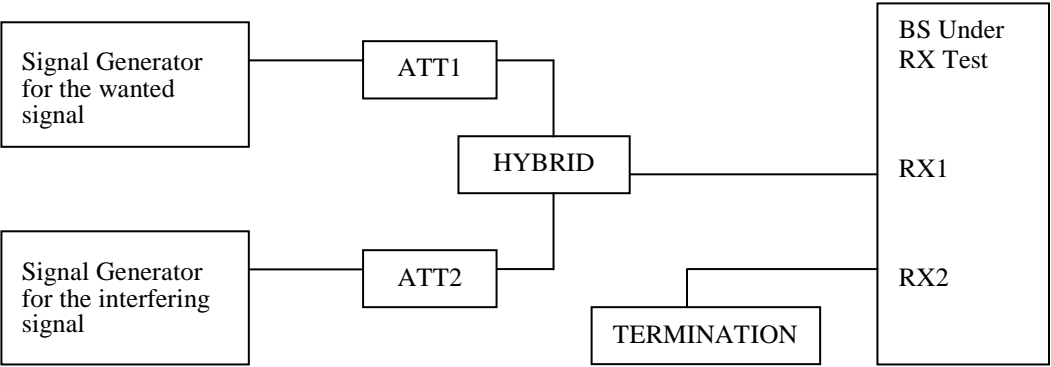 Signal Generator
for the wanted
signal
ATT1
HYBRID
Signal Generator
for the interfering
signal
ATT2
TERMINATION
BS Under
RX Test
RX1
RX2